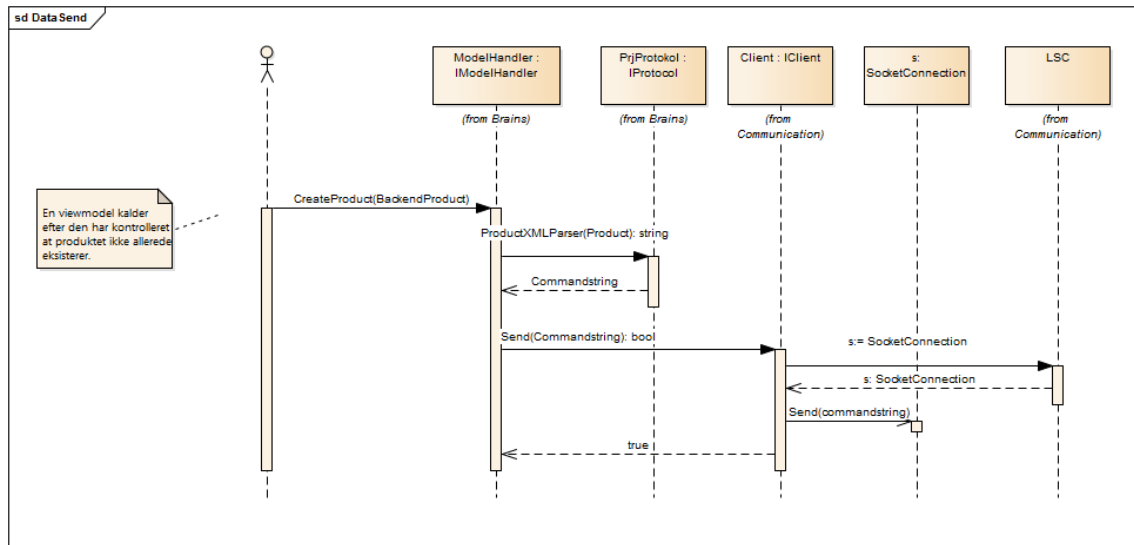 sd DataSend
ModelHandler :
IModelHandler
(from Brains)
PrjProtokol :
IProtocol
(from Brains)
Client : IClient
(from
Communication)
s:
SocketConnection
LSC
(from
Communication)
En viewmodel kalder
efter den har kontrolleret
at produktet ikke allerede
eksisterer.
CreateProduct(BackendProduct)
ProductXMLParser(Product): string
Commandstring
Send(Commandstring): bool
s:= SocketConnection
s: SocketConnection
Send(commandstring)
true